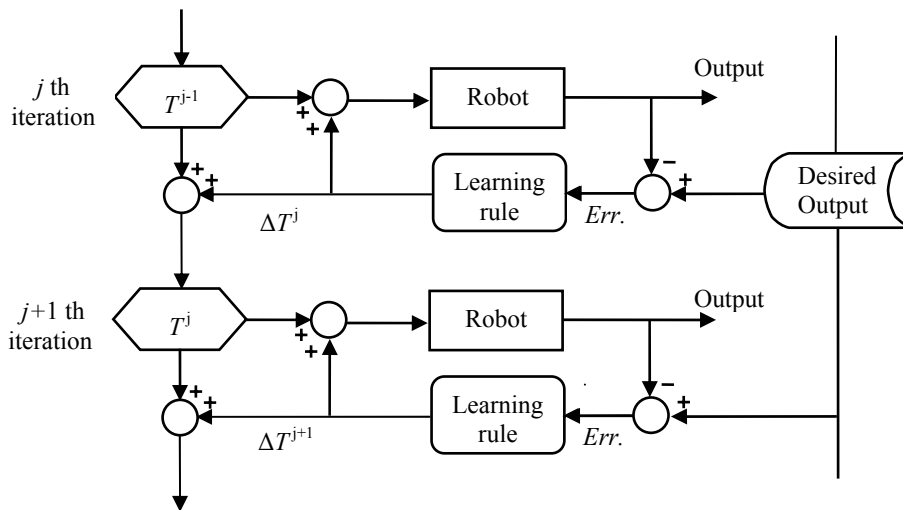 j th
iteration
T^{j-1}
+
+
Robot
Output
+
+
ΔT^j
Learning
rule
Err.
−
+
Desired
Output
j+1 th
iteration
T^j
+
+
Robot
Output
+
+
ΔT^{j+1}
Learning
rule
Err.
−
+